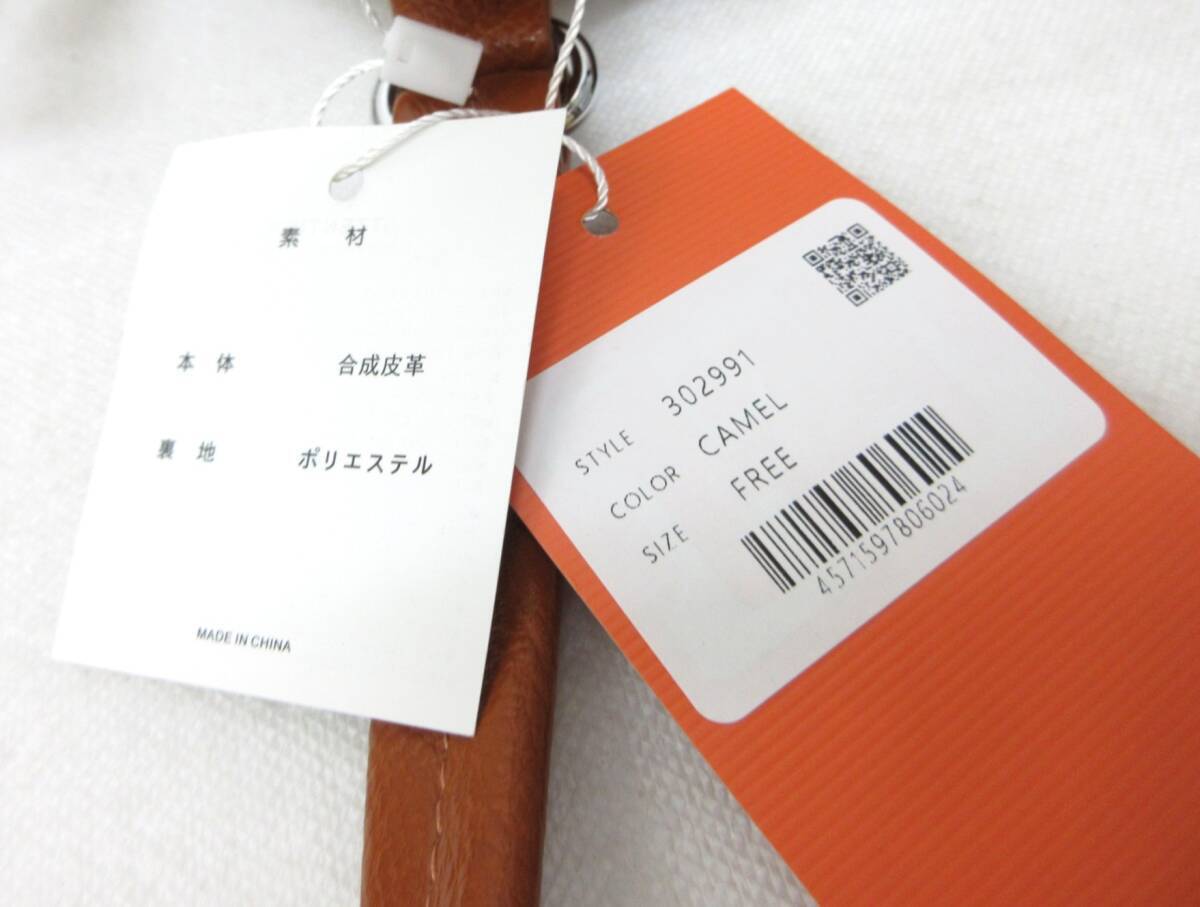 素 材
本 体 合成皮革
裏 地 ポリエステル
MADE IN CHINA
STYLE 302991
COLOR CAMEL
SIZE FREE
4571597806024